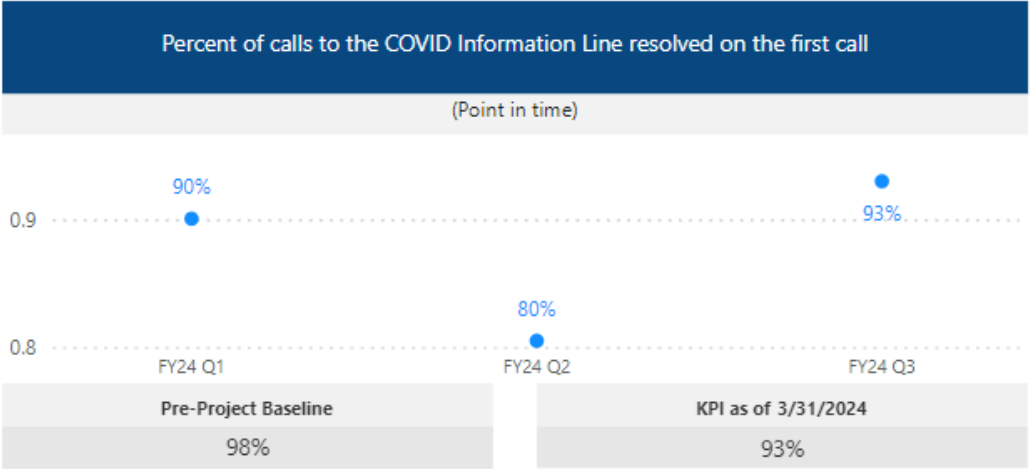 Percent of calls to the COVID Information Line resolved on the first call
(Point in time)
90%
93%
0.9
80%
0.8
FY24 Q1 FY24 Q2 FY24 Q3
Pre-Project Baseline KPI as of 3/31/2024
98% 93%